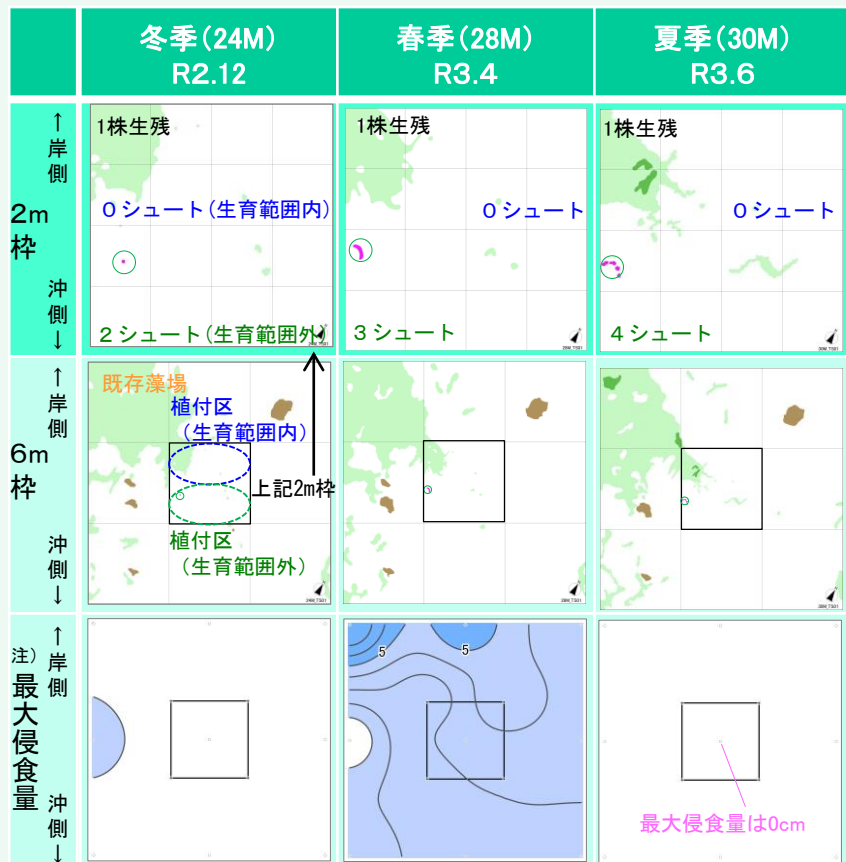 冬季(24M)
R2.12
春季(28M)
R3.4
夏季(30M)
R3.6
↑岸側
2m枠
沖側↓
1株生残
0シュート(生育範囲内)
2シュート(生育範囲外)
1株生残
0シュート
3シュート
1株生残
0シュート
4シュート
↑岸側
6m枠
沖側↓
既存藻場
植付区
(生育範囲内)
上記2m枠
植付区
(生育範囲外)
↑岸側
注)
最大侵食量
沖側↓
5
5
最大侵食量は0cm